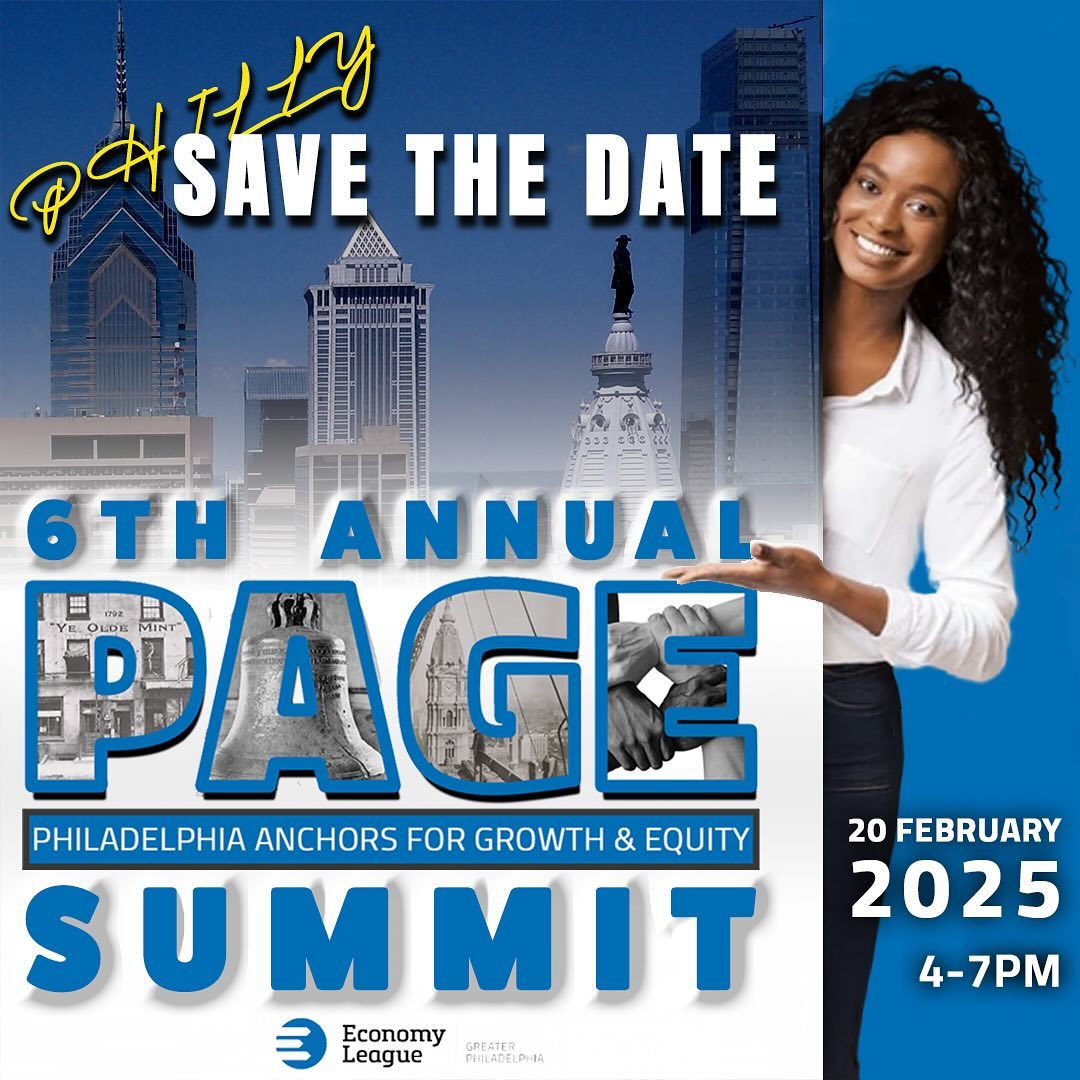 PHILLY
SAVE THE DATE
6TH ANNUAL
1792
"YE OLDE MINT"
PAGE
PHILADELPHIA ANCHORS FOR GROWTH & EQUITY
SUMMIT
20 FEBRUARY
2025
4-7PM
Economy
League
GREATER
PHILADELPHIA